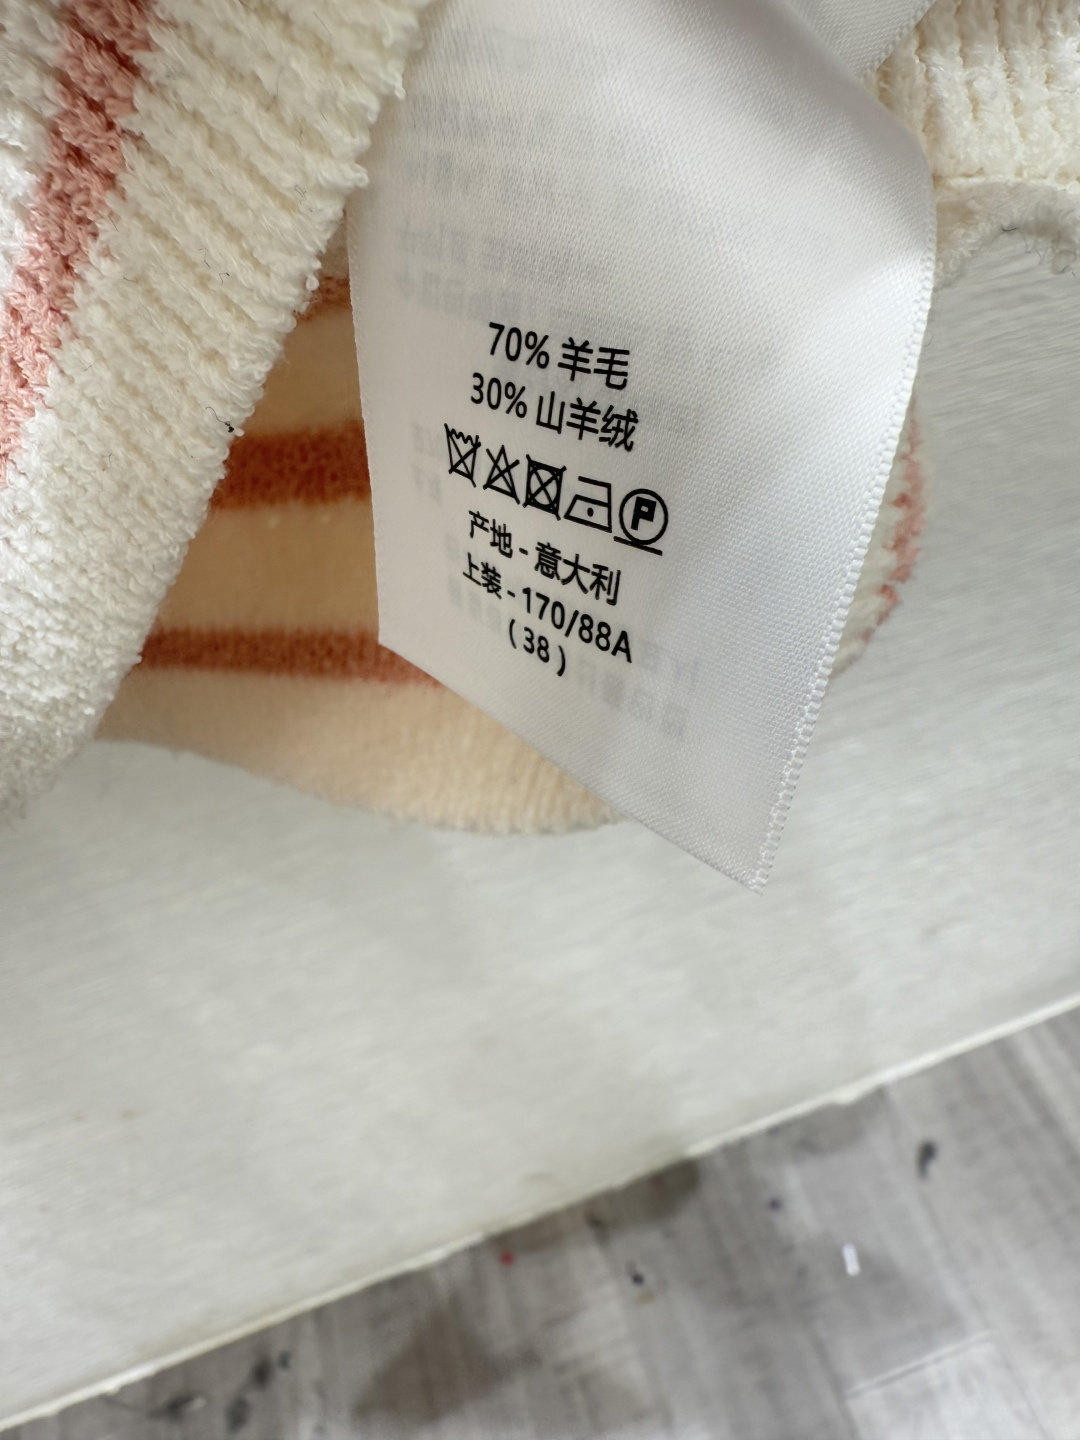 70% 羊毛
30% 山羊绒
P
产地 - 意大利
上装 - 170/88A
( 38 )